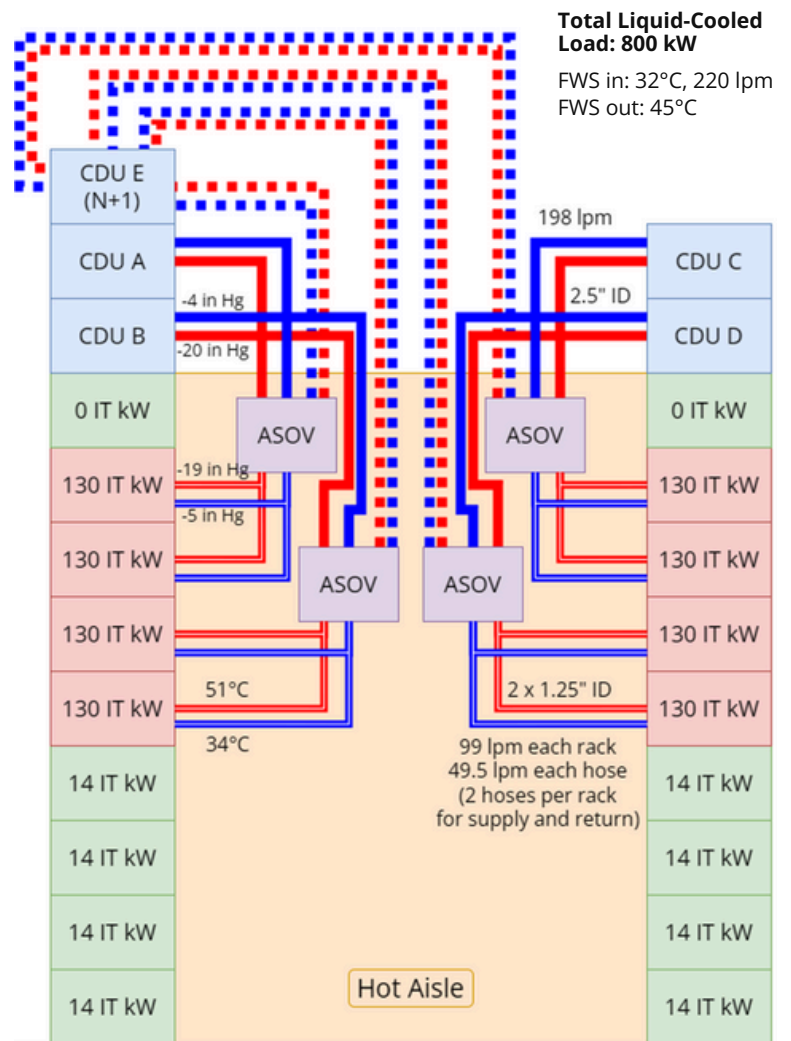 Total Liquid-Cooled
Load: 800 kW
FWS in: 32°C, 220 lpm
FWS out: 45°C
CDU E
(N+1)
198 lpm
CDU A
CDU C
-4 in Hg
2.5" ID
CDU B
CDU D
-20 in Hg
0 IT kW
0 IT kW
ASOV
ASOV
-19 in Hg
130 IT kW
130 IT kW
-5 in Hg
130 IT kW
130 IT kW
ASOV
ASOV
130 IT kW
130 IT kW
51°C
2 x 1.25" ID
130 IT kW
130 IT kW
34°C
99 lpm each rack
49.5 lpm each hose
(2 hoses per rack
for supply and return)
14 IT kW
14 IT kW
14 IT kW
14 IT kW
14 IT kW
14 IT kW
Hot Aisle
14 IT kW
14 IT kW